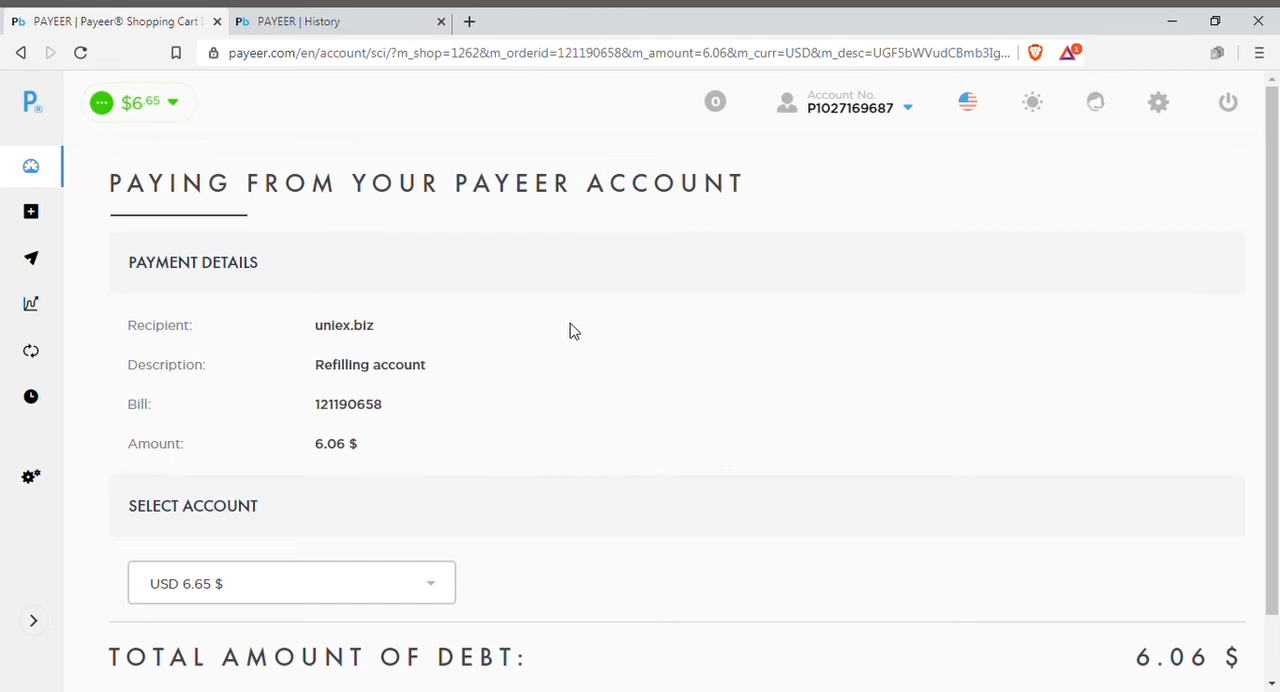 Pb PAYEER | Payeer® Shopping Cart
Pb PAYEER | History
payeer.com/en/account/sci/?m_shop=1262&m_orderid=121190658&m_amount=6.06&m_curr=USD&m_desc=UGF5bWVudCBmb3Ig...
1
P®
$6.65
0
Account No.
P1027169687
PAYING FROM YOUR PAYEER ACCOUNT
PAYMENT DETAILS
Recipient: uniex.biz
Description: Refilling account
Bill: 121190658
Amount: 6.06 $
SELECT ACCOUNT
USD 6.65 $
TOTAL AMOUNT OF DEBT: 6.06 $